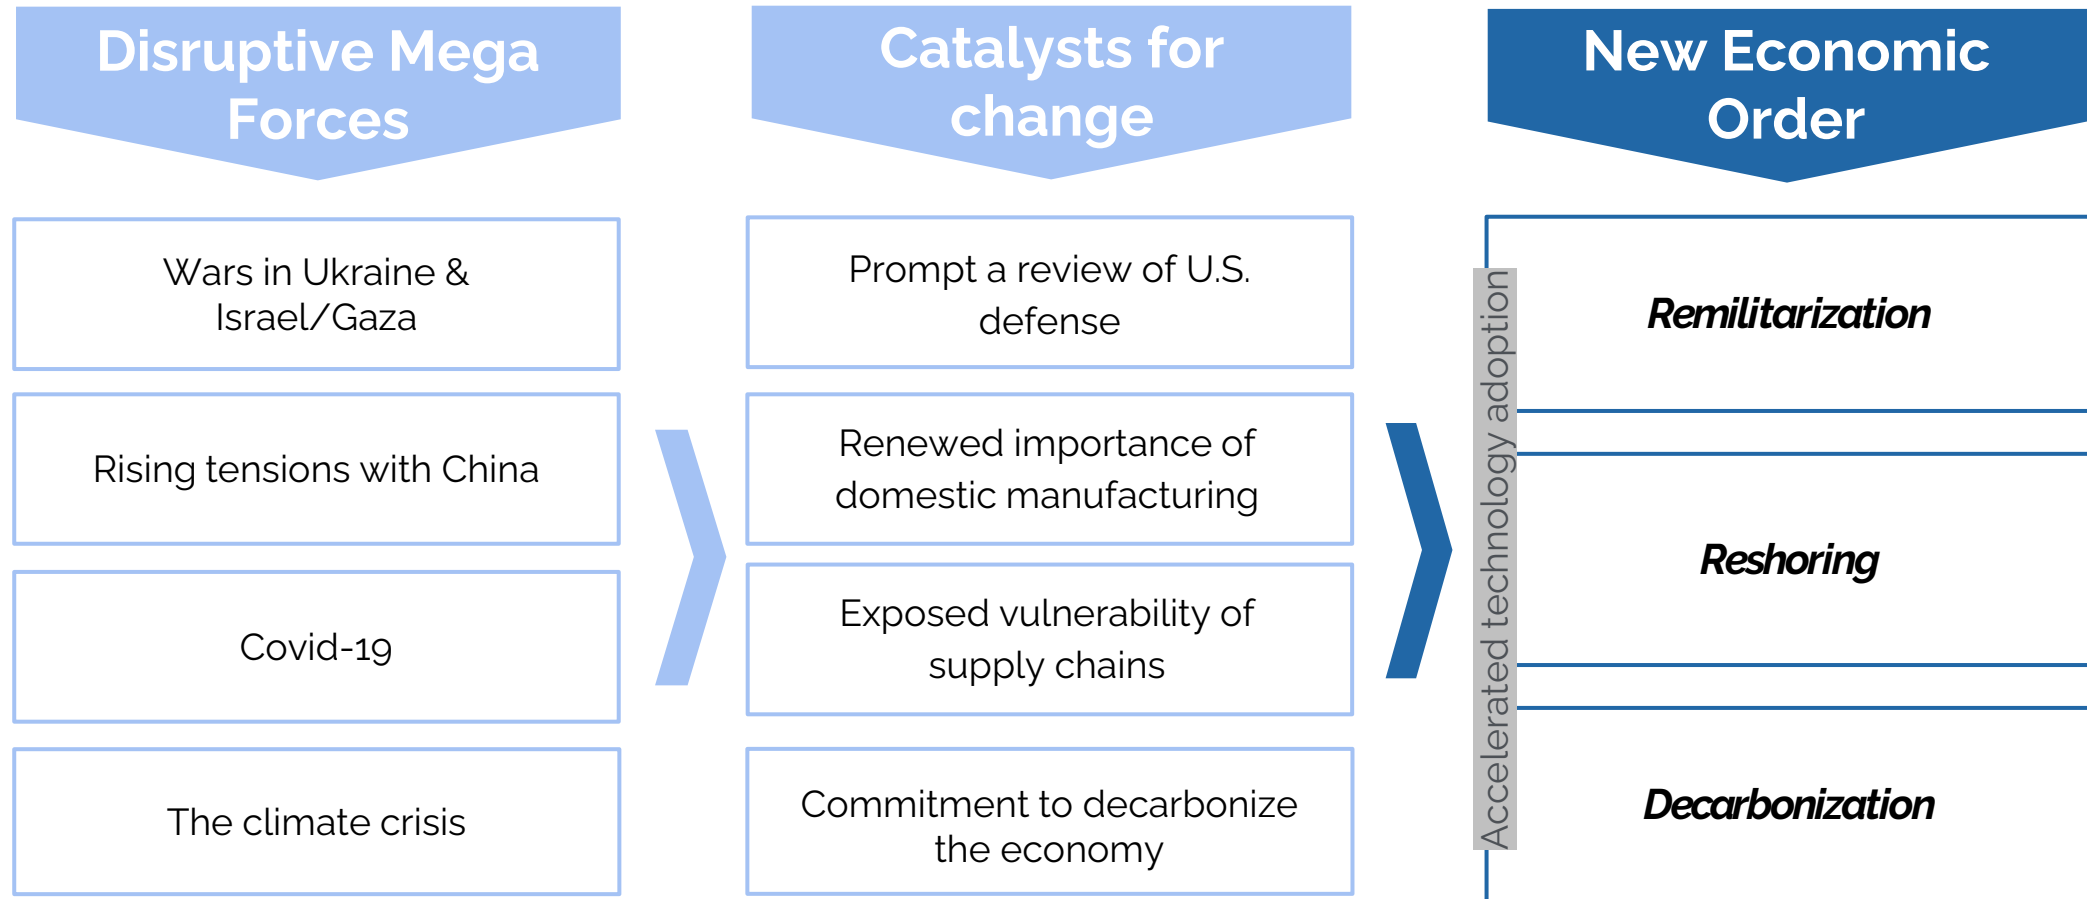 Disruptive Mega
Forces
Wars in Ukraine &
Israel/Gaza
Rising tensions with China
Covid-19
The climate crisis
Catalysts for
change
Prompt a review of U.S.
defense
Renewed importance of
domestic manufacturing
Exposed vulnerability of
supply chains
Commitment to decarbonize
the economy
New Economic
Order
Accelerated technology adoption
Remilitarization
Reshoring
Decarbonization